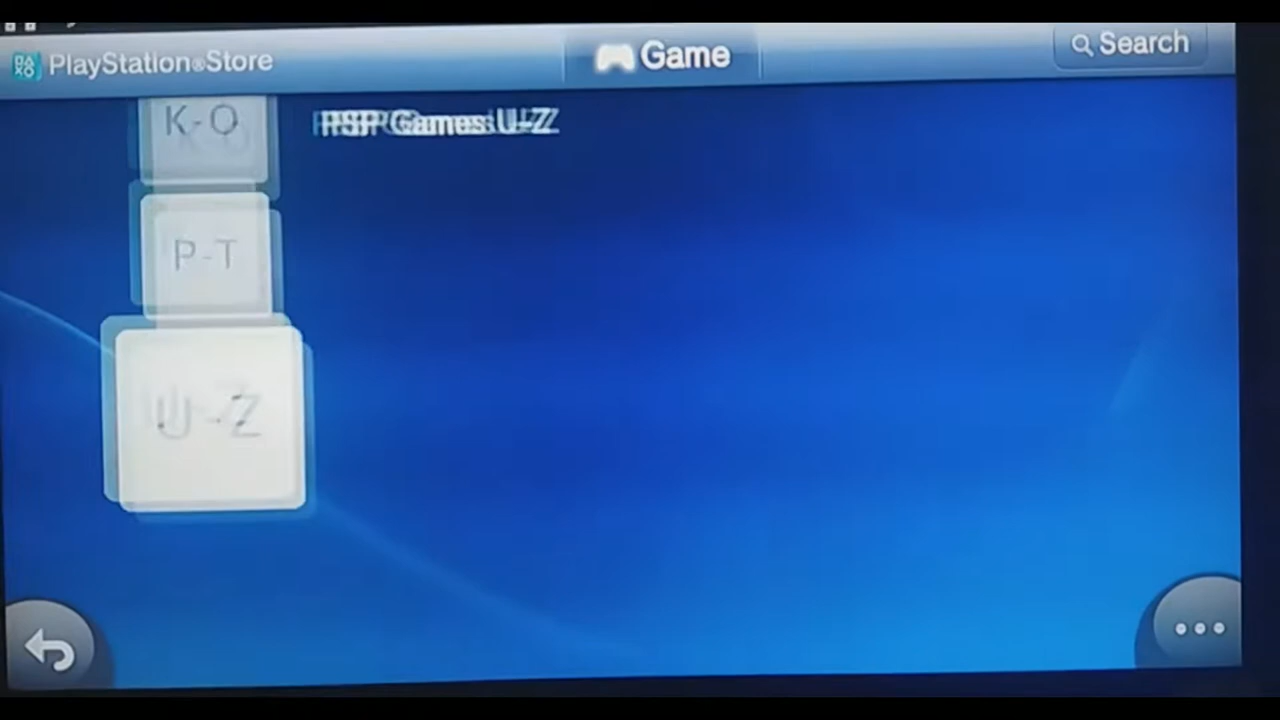 PlayStation®Store
Game
Search
K-O
PSP Games U-Z
P-T
U-Z